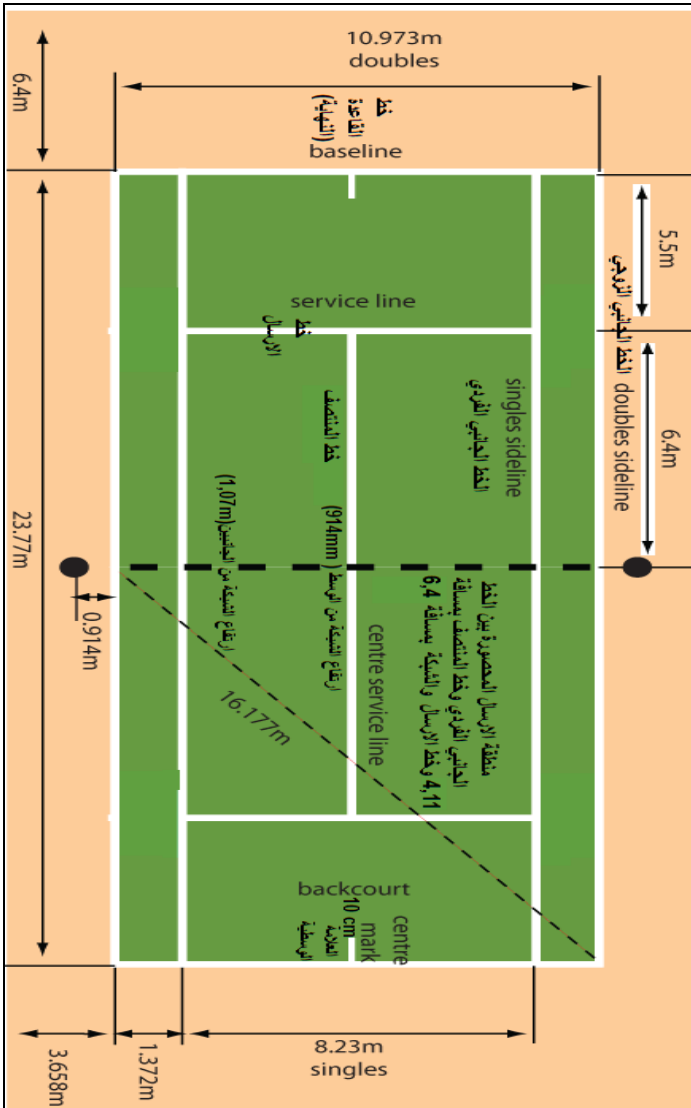 10.973m
doubles
خط
القاعدة
(النهاية)
baseline
6.4m
5.5m
service line
خط
الارسال
الخط الجانبي الزوجي
doubles sideline
singles sideline
الخط الجانبي الفردي
خط المنتصف
6.4m
23.77m
ارتفاع الشبكة من الجانبين(1,07m)
ارتفاع الشبكة من الوسط ( 914mm)
0.914m
centre service line
منطقة الارسال المحصورة بين الخط
الجانبي الفردي وخط المنتصف بمسافة
4,11 وخط الارسال والشبكة بمسافة 6,4
16.177m
backcourt
10 cm
centre
mark
العلامة
الوسطية
3.658m
1.372m
8.23m
singles